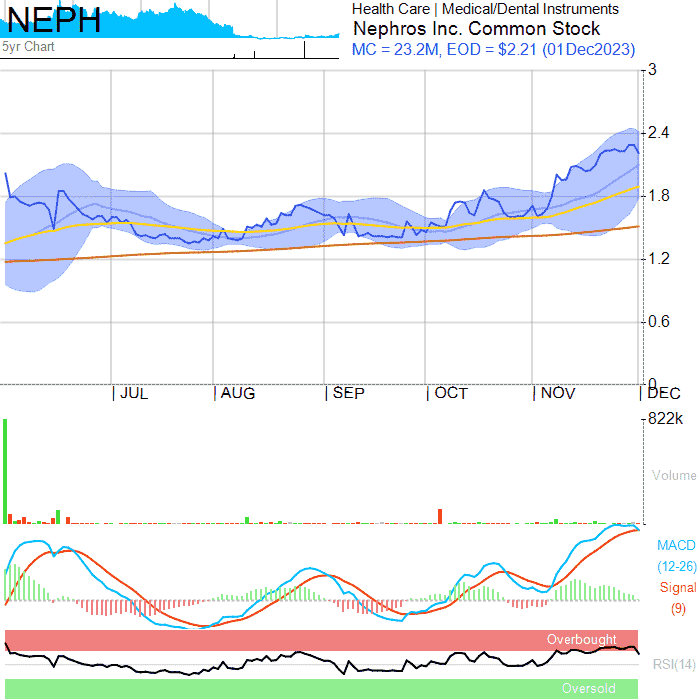 NEPH
5yr Chart
Health Care | Medical/Dental Instruments
Nephros Inc. Common Stock
MC = 23.2M, EOD = $2.21 (01Dec2023)
3
2.4
1.8
1.2
0.6
0
JUL AUG SEP OCT NOV DEC
822k
Volume
MACD
(12-26)
Signal
(9)
Overbought
RSI(14)
Oversold